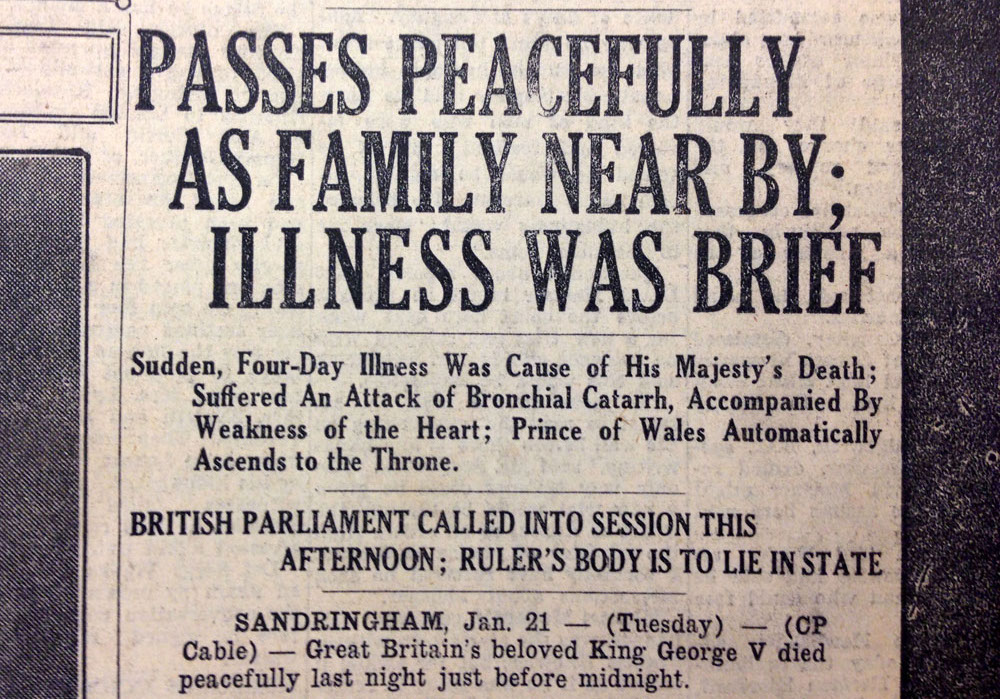 PASSES PEACEFULLY
AS FAMILY NEAR BY;
ILLNESS WAS BRIEF
Sudden, Four-Day Illness Was Cause of His Majesty's Death;
Suffered An Attack of Bronchial Catarrh, Accompanied By
Weakness of the Heart; Prince of Wales Automatically
Ascends to the Throne.
BRITISH PARLIAMENT CALLED INTO SESSION THIS
AFTERNOON; RULER'S BODY IS TO LIE IN STATE
SANDRINGHAM, Jan. 21 — (Tuesday) — (CP
Cable) — Great Britain's beloved King George V died
peacefully last night just before midnight.